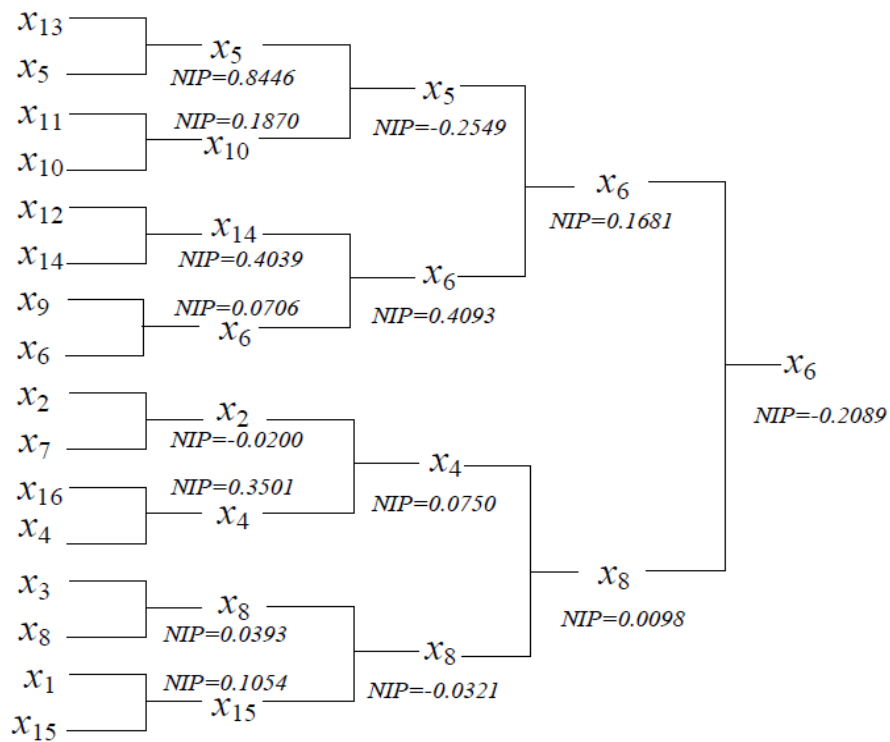 x13
x5
x11
x10
x12
x14
x9
x6
x2
x7
x16
x4
x3
x8
x1
x15
x5
NIP=0.8446
NIP=0.1870
x10
x14
NIP=0.4039
NIP=0.0706
x6
x2
NIP=-0.0200
NIP=0.3501
x4
x8
NIP=0.0393
NIP=0.1054
x15
x5
NIP=-0.2549
x6
NIP=0.4093
x4
NIP=0.0750
x8
NIP=-0.0321
x6
NIP=0.1681
x8
NIP=0.0098
x6
NIP=-0.2089